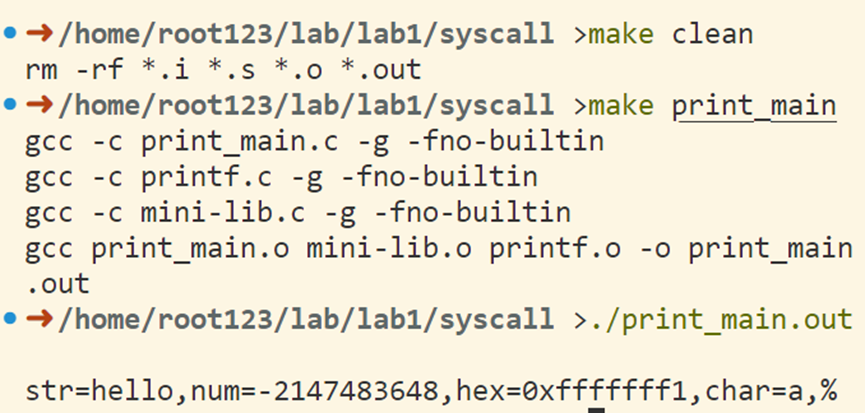 ➜/home/root123/lab/lab1/syscall >make clean
rm -rf *.i *.s *.o *.out
➜/home/root123/lab/lab1/syscall >make print_main
gcc -c print_main.c -g -fno-builtin
gcc -c printf.c -g -fno-builtin
gcc -c mini-lib.c -g -fno-builtin
gcc print_main.o mini-lib.o printf.o -o print_main
.out
➜/home/root123/lab/lab1/syscall >./print_main.out
str=hello,num=-2147483648,hex=0xfffffff1,char=a,%